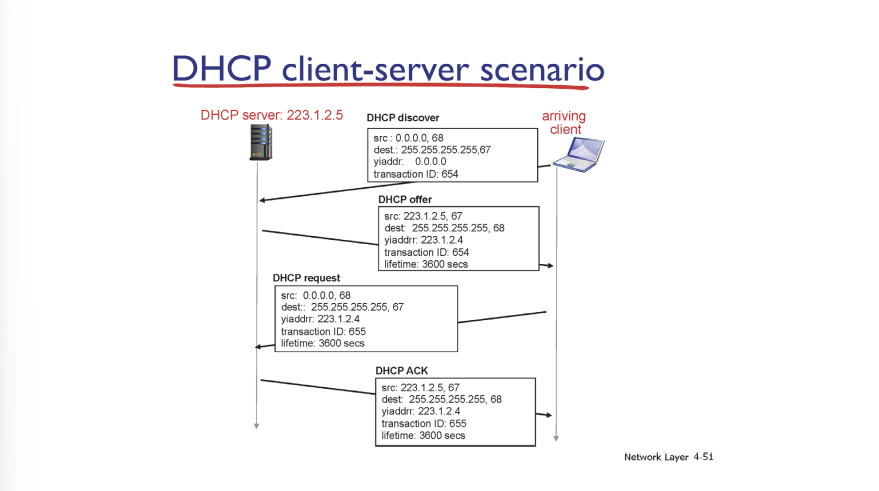 DHCP client-server scenario
DHCP server: 223.1.2.5
arriving
client
DHCP discover
src : 0.0.0.0, 68
dest.: 255.255.255.255,67
yiaddr: 0.0.0.0
transaction ID: 654
DHCP offer
src: 223.1.2.5, 67
dest: 255.255.255.255, 68
yiaddrr: 223.1.2.4
transaction ID: 654
lifetime: 3600 secs
DHCP request
src: 0.0.0.0, 68
dest:: 255.255.255.255, 67
yiaddrr: 223.1.2.4
transaction ID: 655
lifetime: 3600 secs
DHCP ACK
src: 223.1.2.5, 67
dest: 255.255.255.255, 68
yiaddrr: 223.1.2.4
transaction ID: 655
lifetime: 3600 secs
Network Layer 4-51